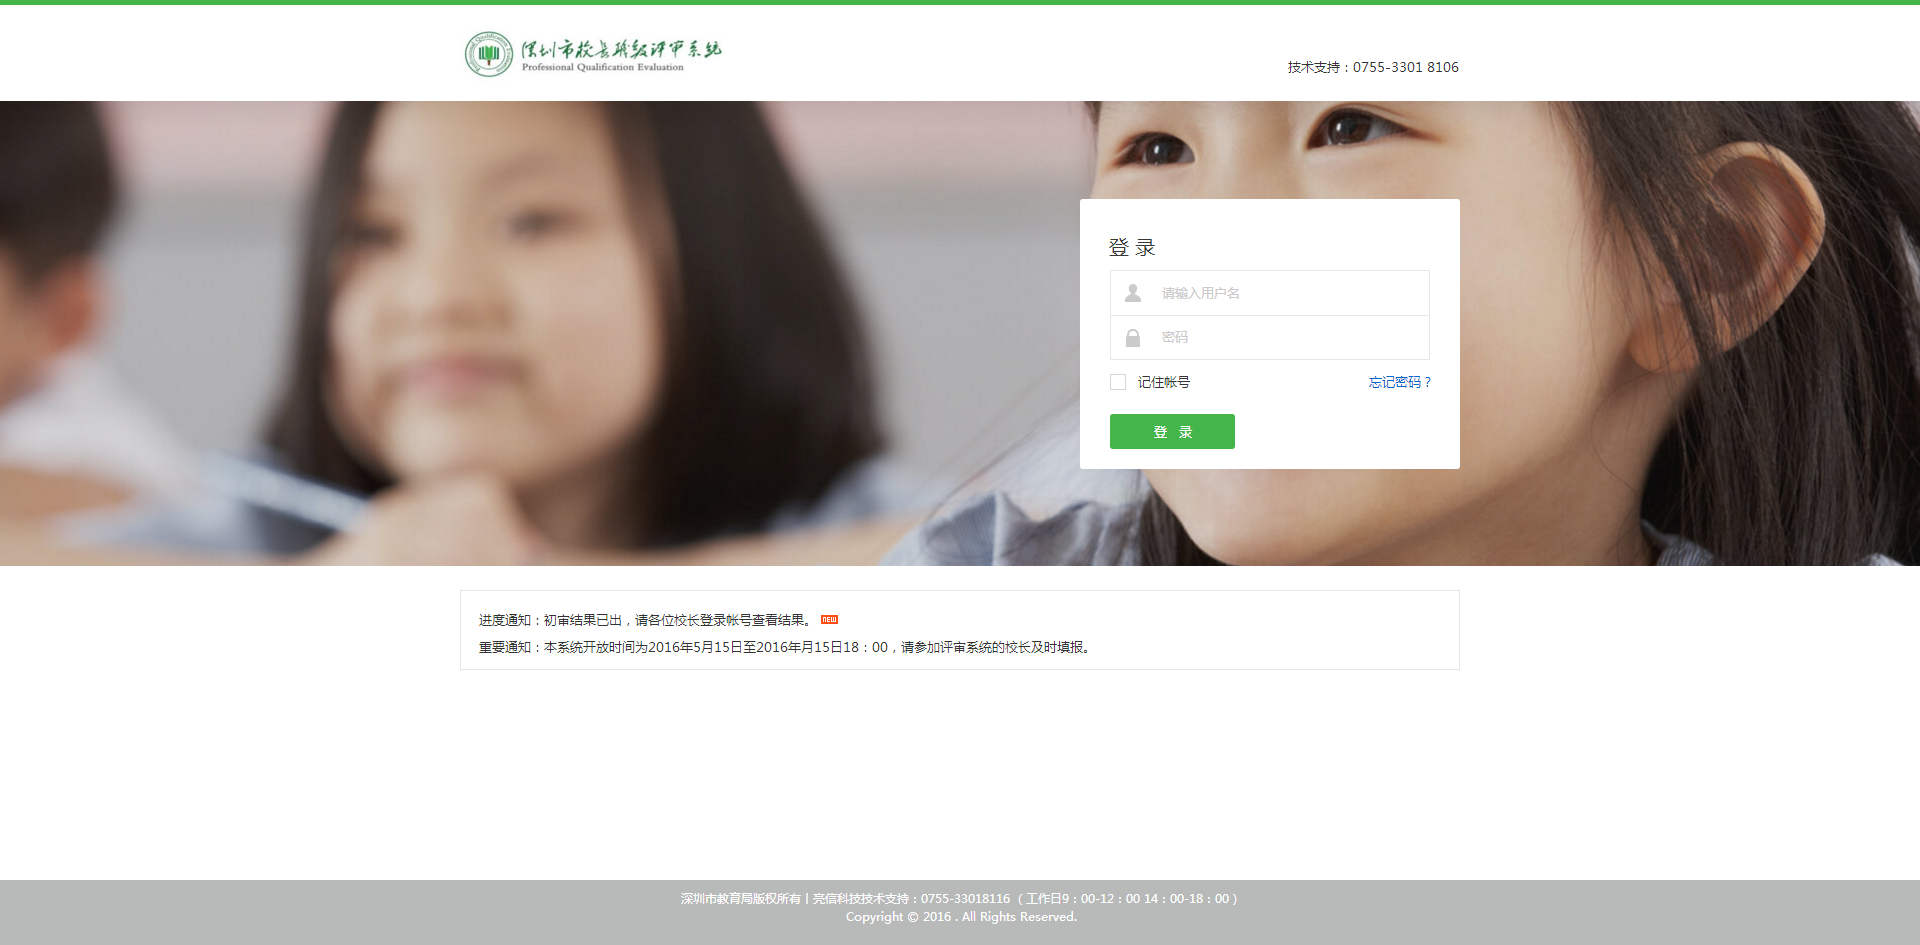 深圳市校长职级评审系统
Professional Qualification Evaluation
技术支持：0755-3301 8106
登 录
请输入用户名
密码
记住帐号
忘记密码？
登 录
进度通知：初审结果已出，请各位校长登录帐号查看结果。 NEW
重要通知：本系统开放时间为2016年5月15日至2016年月15日18：00，请参加评审系统的校长及时填报。
深圳市教育局版权所有丨亮信科技技术支持：0755-33018116 （ 工作日9：00-12：00 14：00-18：00 ）
Copyright © 2016 . All Rights Reserved.